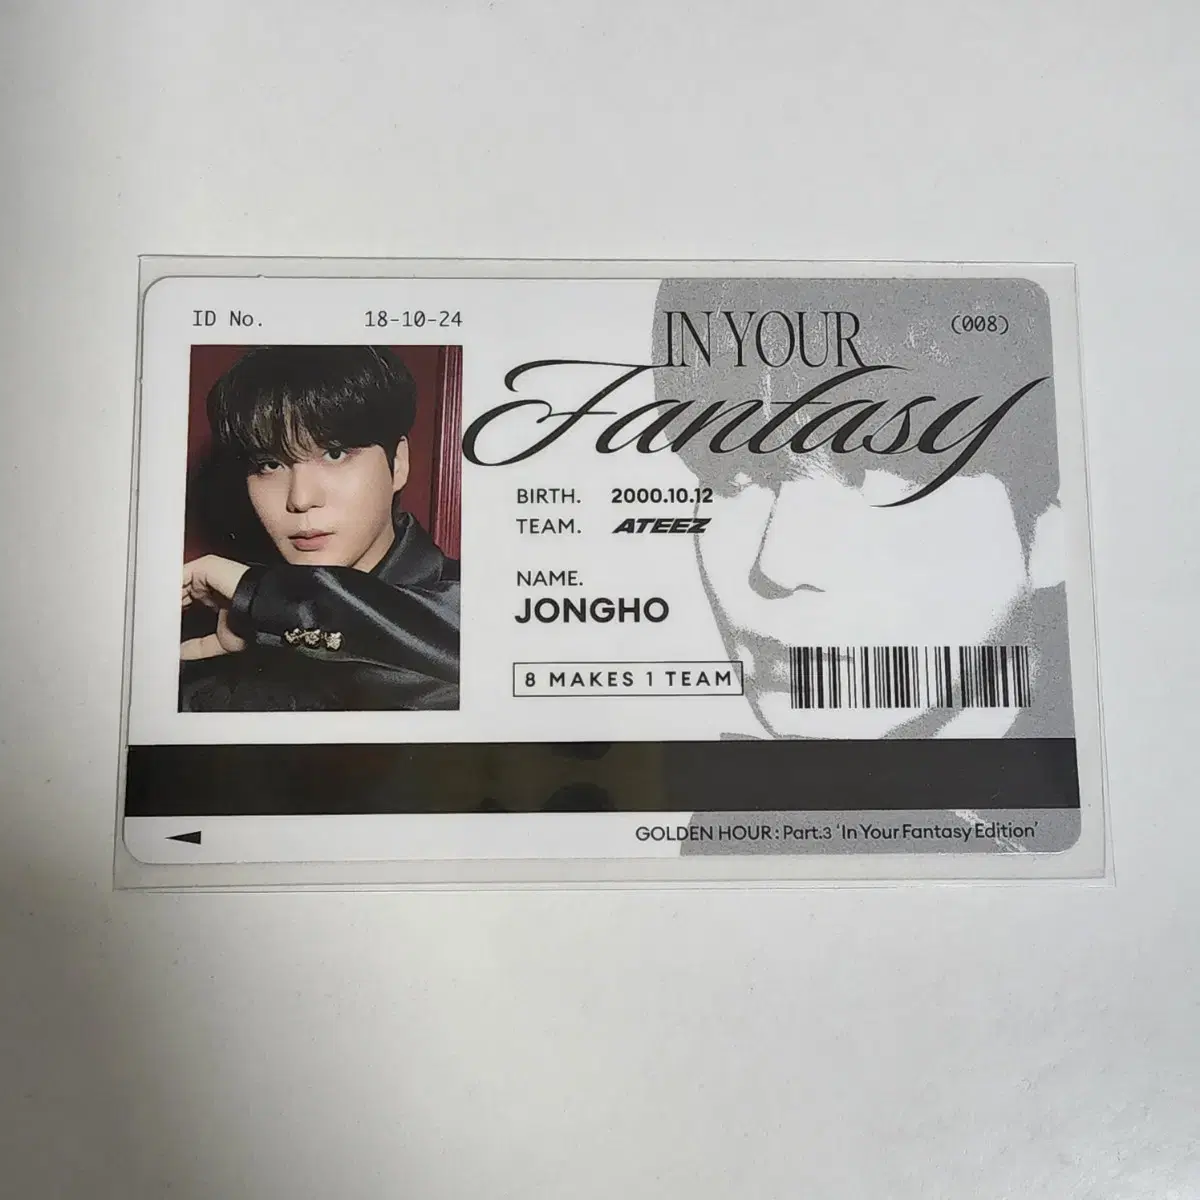 ID No. 18-10-24
IN YOUR (008)
Fantasy
BIRTH. 2000.10.12
TEAM. ATEEZ
NAME.
JONGHO
8 MAKES 1 TEAM
GOLDEN HOUR : Part.3 'In Your Fantasy Edition'